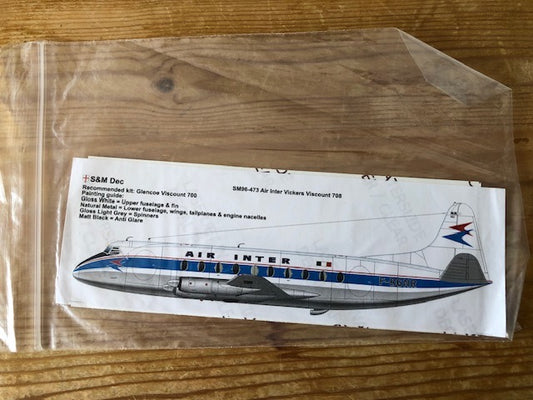 S&M Dec
Recommended kit: Glencoe Viscount 700
SM96-473 Air Inter Vickers Viscount 708
Painting guide:
Gloss White = Upper fuselage & fin
Natural Metal = Lower fuselage, wings, tailplanes & engine nacelles
Gloss Light Grey = Spinners
Matt Black = Anti Glare
AIR INTER